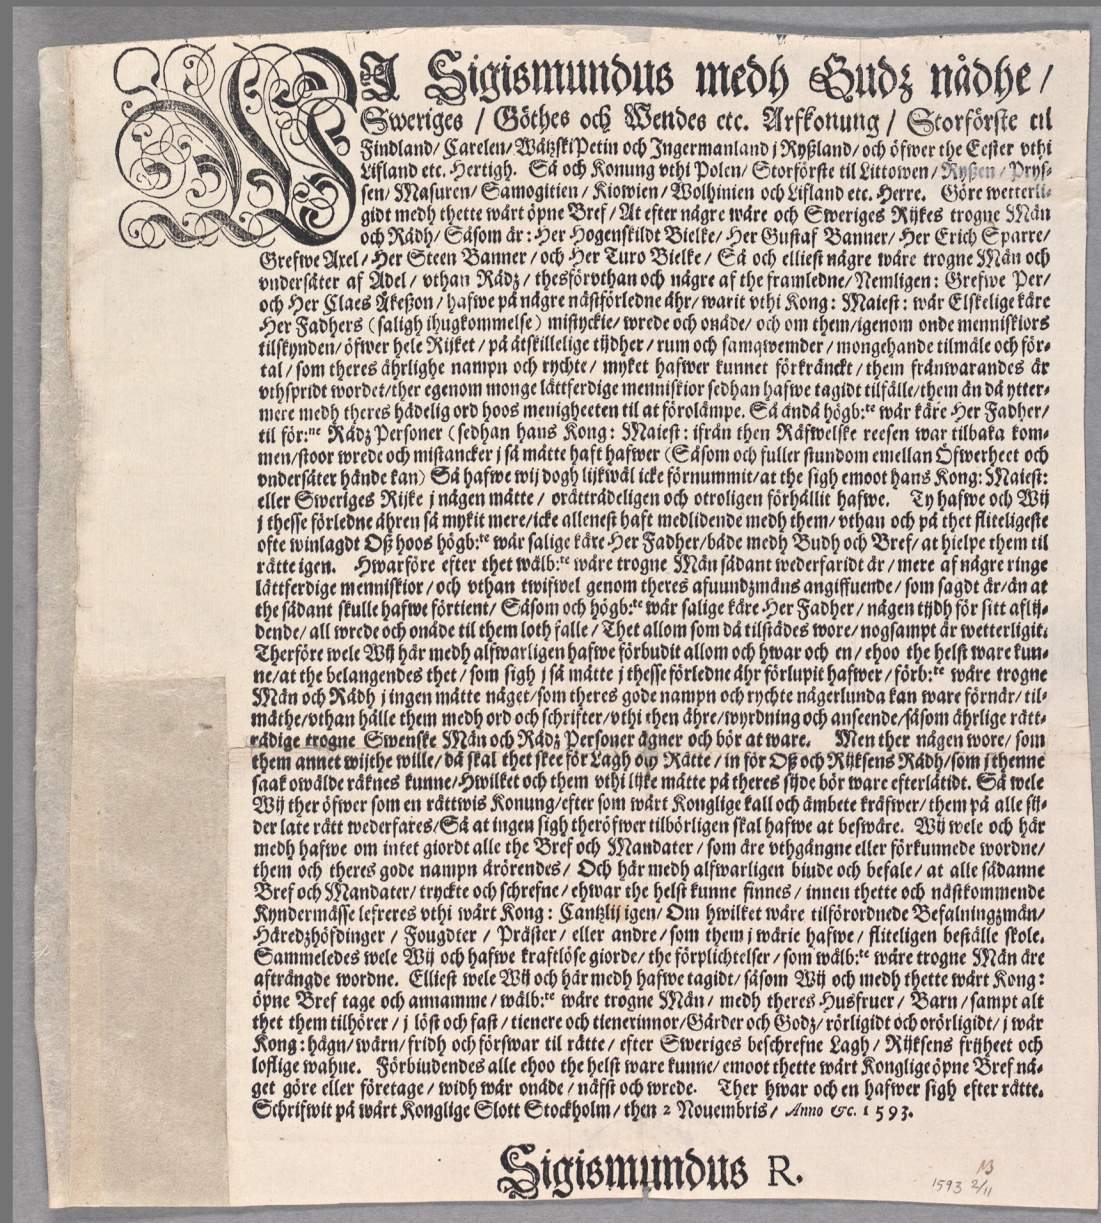 WJ Sigismundus medh Gudz nådhe /
Sweriges / Göthes och Wendes etc. Arfkonung / Storförste til
Findland / Carelen / WätzskiPetin och Jngermanland j Ryßland / och öfwer the Eester vthi
Lifland etc. Hertigh. Så och Konung vthi Polen / Storförste til Littowen / Ryßen / Prys-
sen / Masuren / Samogitien / Kiowien / Wolhinien och Lifland etc. Herre. Göre wetterli-
gidt medh thette wårt öpne Bref / At efter någre wåre och Sweriges Rijkes trogne Män
och Rådh / Såsom är: Her Hogenskildt Bielke / Her Gustaf Banner / Her Erich Sparre /
Grefwe Axel / Her Steen Banner / och Her Turo Bielke / Så och elliest någre wåre trogne Män och
vndersåter af Adel / vthan Rådz / thesförvthan och någre af the framledne / Nemligen: Grefwe Per /
och Her Claes Åkeßon / hafwe på någre nästförledne åhr / warit vthi Kong: Maiest: wår Elskelige käre
Her Fadhers (saligh ihugkommelse) mistyckie / wrede och onåde / och om them / igenom onde menniskiors
tilskynden / öfwer hele Rijket / på åtskillelige tijdher / rum och samqwemder / mongehande tilmäle och för-
tal / som theres ährlighe nampn och rychte / myket hafwer kunnet förkränckt / them frånwarandes är
vthspridt wordet / ther egenom monge lättferdige menniskior sedhan hafwe tagidt tilfälle / them än då ytter-
mere medh theres hådelig ord hoos menigheeten til at förolämpe. Så ändå högb:te wår käre Her Fadher /
til för:ne Rådz Personer (sedhan hans Kong: Maiest: ifrån then Räfwelske reesen war tilbaka kom-
men / stoor wrede och mistancker j så måtte haft hafwer (Såsom och fuller stundom emellan Öfwerheet och
vndersåter hände kan) Så hafwe wij dogh lijkwäl icke förnummit / at the sigh emoot hans Kong: Maiest:
eller Sweriges Rijke j någen måtte / orättrådeligen och otroligen förhållit hafwe. Ty hafwe och Wij
j thesse förledne åhren så mykit mere / icke allenest haft medlidende medh them / vthan och på thet fliteligeste
ofte winlagdt Oß hoos högb:te wår salige käre Her Fadher / både medh Budh och Bref / at hielpe them til
rätte igen. Hwarföre efter thet wälb:te wåre trogne Män sådant wederfaridt är / mere af någre ringe
lättferdige menniskior / och vthan twifwel genom theres afuundzmäns angiffuende / som sagdt är / än at
the sådant skulle hafwe förtient / Såsom och högb:te wår salige käre Her Fadher / någen tijdh för sitt aflij-
dende / all wrede och onåde til them loth falle / Thet allom som då tilstådes wore / nogsampt är wetterligit.
Therföre wele Wij här medh alfwarligen hafwe förbudit allom och hwar och en / ehoo the helst ware kun-
ne / at the belangendes thet / som sigh j så måtte j thesse förledne åhr förlupit hafwer / förb:te wåre trogne
Män och Rådh j ingen måtte någet / som theres gode nampn och rychte någerlunda kan ware förnär / til-
mäthe / vthan hålle them medh ord och schrifter / vthi then ähre / wyrdning och anseende / såsom ährlige rätt-
rådige trogne Swenske Män och Rådz Personer ägner och bör at ware. Men ther någen wore / som
them annet wijthe wille / då skal thet skee för Lagh och Rätte / in för Oß och Rijksens Rådh / som j thenne
saak owälde räknes kunne / Hwilket och them vthi lijke måtte på theres sijde bör ware efterlåtidt. Så wele
Wij ther öfwer som en rättwis Konung / efter som wårt Konglige kall och ämbete kräfwer / them på alle sij-
der late rätt wederfares / Så at ingen sigh theröfwer tilbörligen skal hafwe at beswäre. Wij wele och här
medh hafwe om intet giordt alle the Bref och Mandater / som äre vthgångne eller förkunnede wordne /
them och theres gode nampn årörendes / Och här medh alfwarligen biude och befale / at alle sådanne
Bref och Mandater / tryckte och schrefne / ehwar the helst kunne finnes / innen thette och nästkommende
Kyndermässe lefreres vthi wårt Kong: Cantzlij igen / Om hwilket wåre tilförordnede Befalningzmän /
Häredzhöfdinger / Fougdter / Präster / eller andre / som them j wärie hafwe / fliteligen beställe skole.
Sammeledes wele Wij och hafwe kraftlöse giorde / the förplichtelser / som wälb:te wåre trogne Män äre
aftrångde wordne. Elliest wele Wij och här medh hafwe tagidt / såsom Wij och medh thette wårt Kong:
öpne Bref tage och annamme / wälb:te wåre trogne Män / medh theres Husfruer / Barn / sampt alt
thet them tilhörer / j löst och fast / tienere och tienerinnor / Gårder och Godz / rörligidt och orörligidt / j wår
Kong: hägn / wärn / fridh och förswar til rätte / efter Sweriges beschrefne Lagh / Rijksens frijheet och
loflige wahne. Förbiudendes alle ehoo the helst ware kunne / emoot thette wårt Konglige öpne Bref nå-
get göre eller företage / widh wår onåde / näfst och wrede. Ther hwar och en hafwer sigh efter rätte.
Schrifwit på wårt Konglige Slott Stockholm / then 2 Nouembris / Anno &c. 1593.
Sigismundus R.
1593 2/11